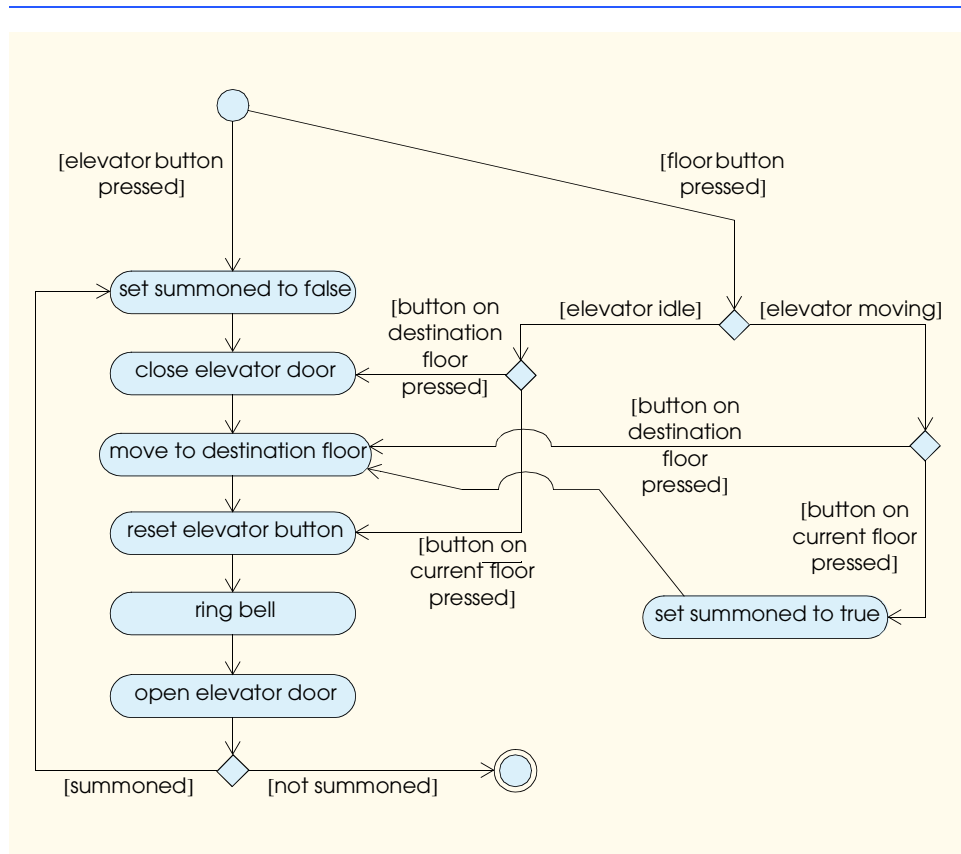 [elevator button
pressed]
[floor button
pressed]
set summoned to false
[button on
destination
floor
pressed]
[elevator idle]
[elevator moving]
close elevator door
[button on
destination
floor
pressed]
move to destination floor
reset elevator button
[button on
current floor
pressed]
[button on
current floor
pressed]
ring bell
set summoned to true
open elevator door
[summoned]
[not summoned]